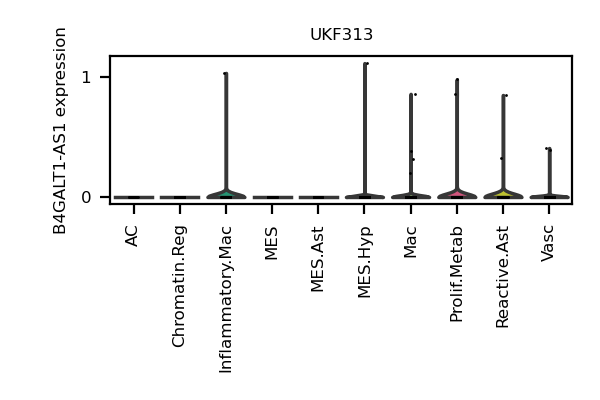 UKF313
B4GALT1-AS1 expression
1
0
AC
Chromatin.Reg
Inflammatory.Mac
MES
MES.Ast
MES.Hyp
Mac
Prolif.Metab
Reactive.Ast
Vasc